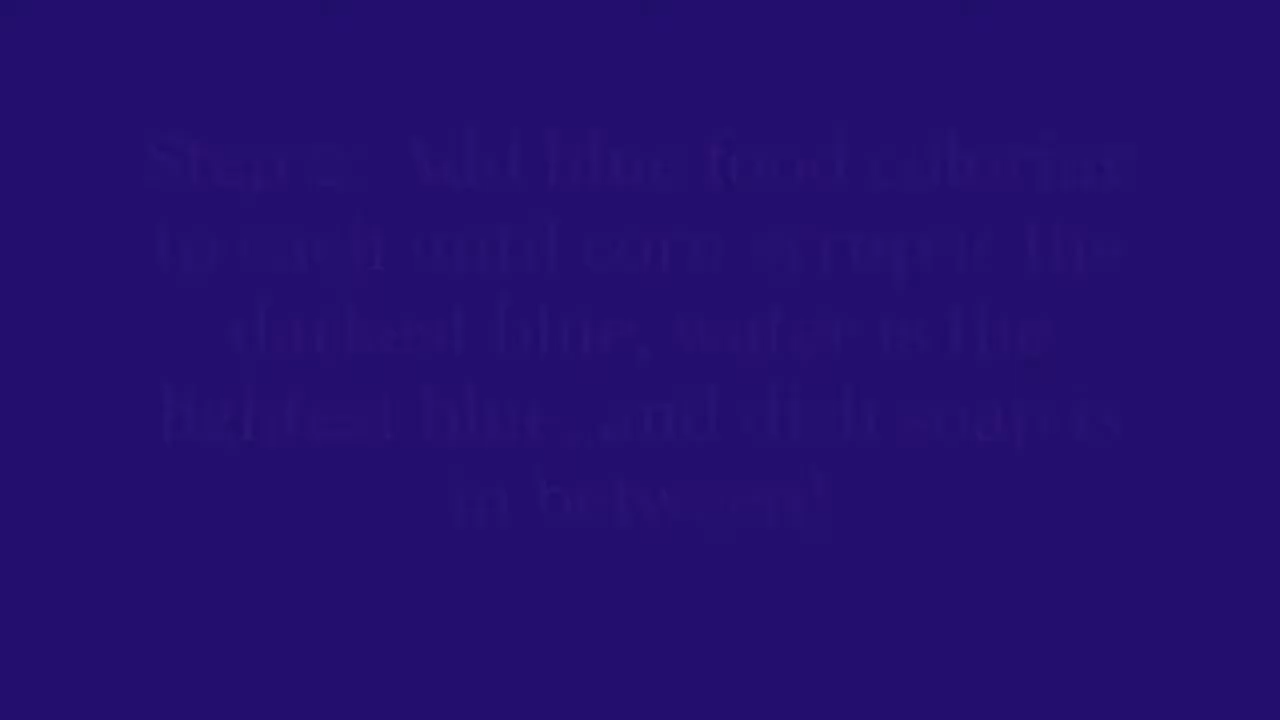 Step 2: Add blue food coloring
to each until corn syrup is the
darkest blue, water is the
lightest blue, and dish soap is
in between!